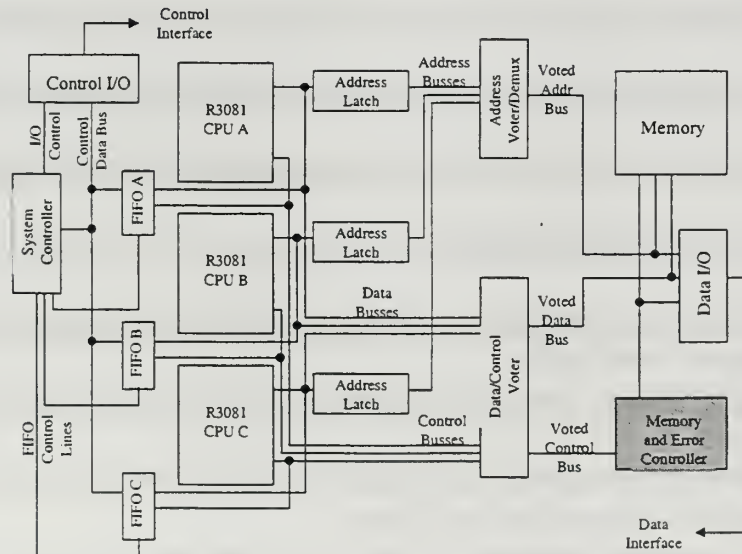 Control
Interface
Control I/O
I/O
Control
Control
Data Bus
System
Controller
FIFO A
FIFO B
FIFO C
FIFO
Control
Lines
R3081
CPU A
R3081
CPU B
R3081
CPU C
Address
Latch
Address
Latch
Address
Latch
Address
Busses
Data
Busses
Control
Busses
Address
Voter/Demux
Data/Control
Voter
Voted
Addr
Bus
Voted
Data
Bus
Voted
Control
Bus
Memory
Data I/O
Memory
and Error
Controller
Data
Interface